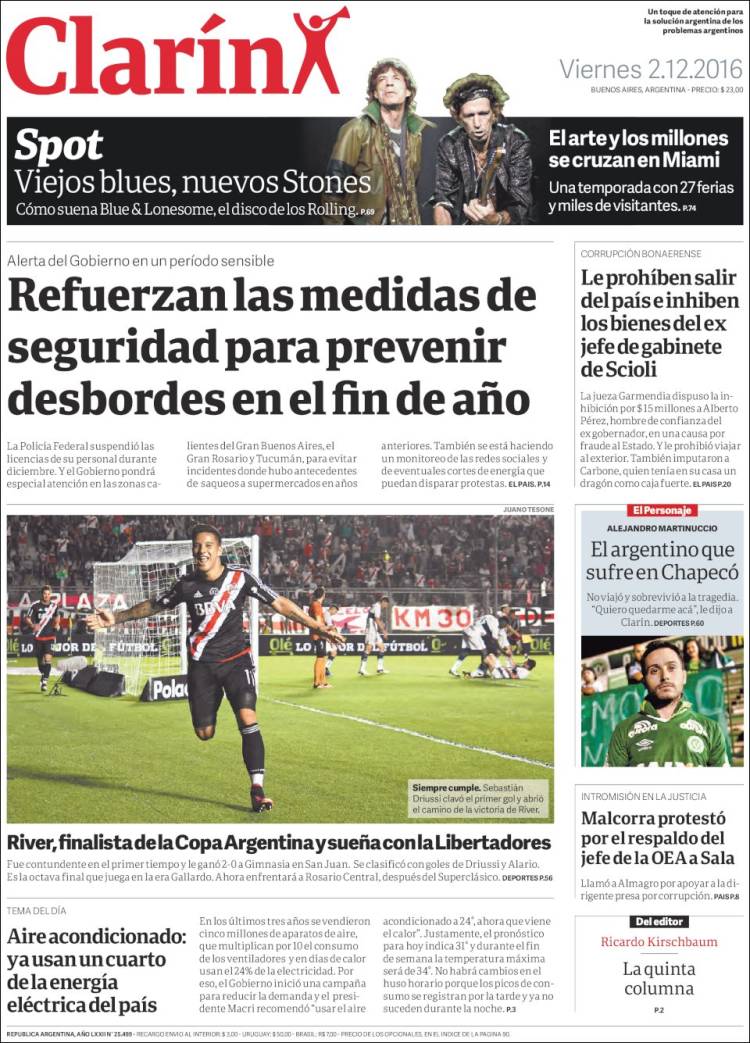 Clarín
Un toque de atención para
la solución argentina de los
problemas argentinos
Viernes 2.12.2016
BUENOS AIRES, ARGENTINA - PRECIO: $ 23,00
Spot
Viejos blues, nuevos Stones
Cómo suena Blue & Lonesome, el disco de los Rolling. P.69
El arte y los millones
se cruzan en Miami
Una temporada con 27 ferias
y miles de visitantes. P.74
Alerta del Gobierno en un período sensible
Refuerzan las medidas de
seguridad para prevenir
desbordes en el fin de año
La Policía Federal suspendió las
licencias de su personal durante
diciembre. Y el Gobierno pondrá
especial atención en las zonas ca-
lientes del Gran Buenos Aires, el
Gran Rosario y Tucumán, para evitar
incidentes donde hubo antecedentes
de saqueos a supermercados en años
anteriores. También se está haciendo
un monitoreo de las redes sociales y
de eventuales cortes de energía que
puedan disparar protestas. EL PAIS. P.14
CORRUPCIÓN BONAERENSE
Le prohíben salir
del país e inhiben
los bienes del ex
jefe de gabinete
de Scioli
La jueza Garmendia dispuso la in-
hibición por $ 15 millones a Alberto
Pérez, hombre de confianza del
ex gobernador, en una causa por
fraude al Estado. Y le prohibió viajar
al exterior. También imputaron a
Carbone, quien tenía en su casa un
dragón como caja fuerte. EL PAIS P.20
JUANO TESONE
PLAZA
KM 30
LO MEJOR DEL FÚTBOL
Olé
BBVA
Polac
Siempre cumple. Sebastián
Driussi clavó el primer gol y abrió
el camino de la victoria de River.
River, finalista de la Copa Argentina y sueña con la Libertadores
Fue contundente en el primer tiempo y le ganó 2-0 a Gimnasia en San Juan. Se clasificó con goles de Driussi y Alario.
Es la octava final que juega en la era Gallardo. Ahora enfrentará a Rosario Central, después del Superclásico. DEPORTES P.56
El Personaje
ALEJANDRO MARTINUCCIO
El argentino que
sufre en Chapecó
No viajó y sobrevivió a la tragedia.
"Quiero quedarme acá", le dijo a
Clarín. DEPORTES P.60
INTROMISIÓN EN LA JUSTICIA
Malcorra protestó
por el respaldo del
jefe de la OEA a Sala
Llamó a Almagro por apoyar a la di-
rigente presa por corrupción. PAIS P.8
TEMA DEL DÍA
Aire acondicionado:
ya usan un cuarto
de la energía
eléctrica del país
En los últimos tres años se vendieron
cinco millones de aparatos de aire,
que multiplican por 10 el consumo
de los ventiladores y en días de calor
usan el 24% de la electricidad. Por
eso, el Gobierno inició una campaña
para reducir la demanda y el presi-
dente Macri recomendó "usar el aire
acondicionado a 24°, ahora que viene
el calor". Justamente, el pronóstico
para hoy indica 31° y durante el fin
de semana la temperatura máxima
será de 34°. No habrá cambios en el
huso horario porque los picos de con-
sumo se registran por la tarde y ya no
suceden durante la noche. P.3
Del editor
Ricardo Kirschbaum
La quinta
columna
P.2
REPUBLICA ARGENTINA, AÑO LXXII N° 25.499 - RECARGO ENVIO AL INTERIOR: $ 3,00 - URUGUAY: $ 50,00 - BRASIL: R$ 7,00 - PRECIO DE LOS OPCIONALES, EN EL INDICE DE LA PAGINA 90.